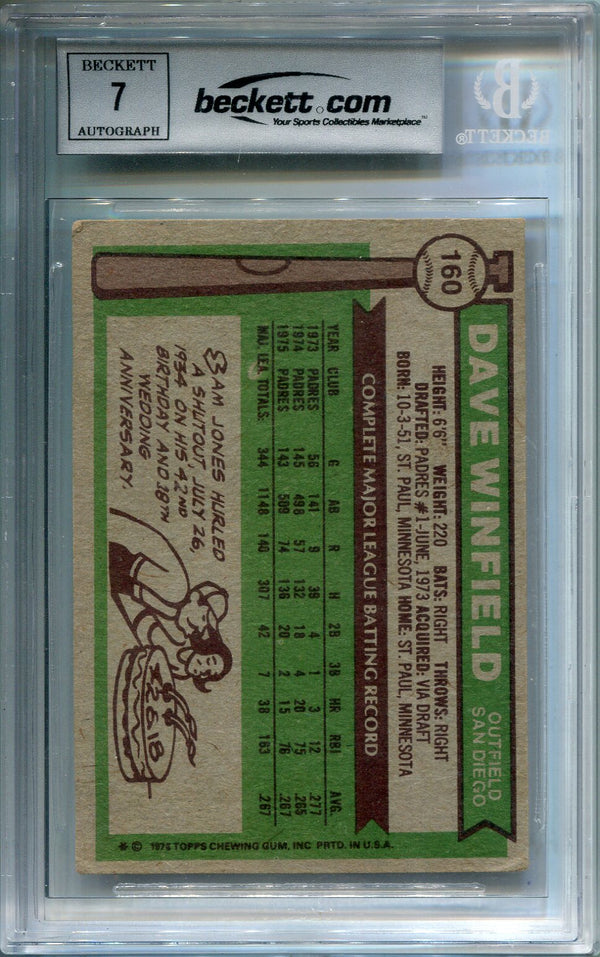 BECKETT
7
AUTOGRAPH
beckett.com
Your Sports Collectibles Marketplace
B
BECKETT®
160
DAVE WINFIELD
OUTFIELD
SAN DIEGO
HEIGHT: 6'6" WEIGHT: 220 BATS: RIGHT THROWS: RIGHT
DRAFTED: PADRES #1-JUNE, 1973 ACQUIRED: VIA DRAFT
BORN: 10-3-51, ST. PAUL, MINNESOTA HOME: ST. PAUL, MINNESOTA
COMPLETE MAJOR LEAGUE BATTING RECORD
YEAR CLUB G AB R H 2B 3B HR RBI AVG.
1973 PADRES 56 141 9 39 4 1 3 12 .277
1974 PADRES 145 498 57 132 18 4 20 75 .265
1975 PADRES 143 509 74 136 20 2 15 76 .267
MAJ. LEA. TOTALS: 344 1148 140 307 42 7 38 163 .267
SAM JONES HURLED
A SHUTOUT, JULY 26,
1934 ON HIS 42ND
BIRTHDAY AND 18TH
WEDDING
ANNIVERSARY.
* © 1976 TOPPS CHEWING GUM, INC. PRTD. IN U.S.A.